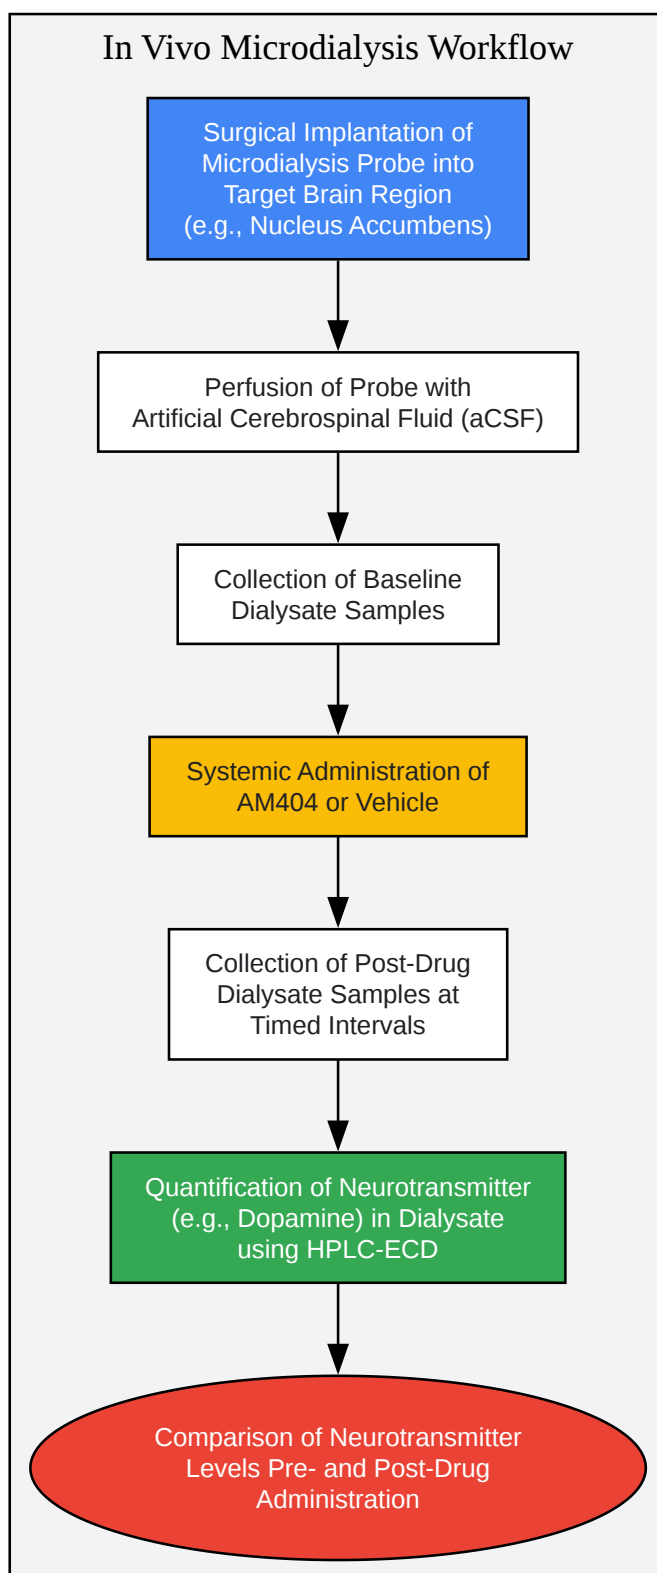 In Vivo Microdialysis Workflow
Surgical Implantation of
Microdialysis Probe into
Target Brain Region
(e.g., Nucleus Accumbens)
Perfusion of Probe with
Artificial Cerebrospinal Fluid (aCSF)
Collection of Baseline
Dialysate Samples
Systemic Administration of
AM404 or Vehicle
Collection of Post-Drug
Dialysate Samples at
Timed Intervals
Quantification of Neurotransmitter
(e.g., Dopamine) in Dialysate
using HPLC-ECD
Comparison of Neurotransmitter
Levels Pre- and Post-Drug
Administration